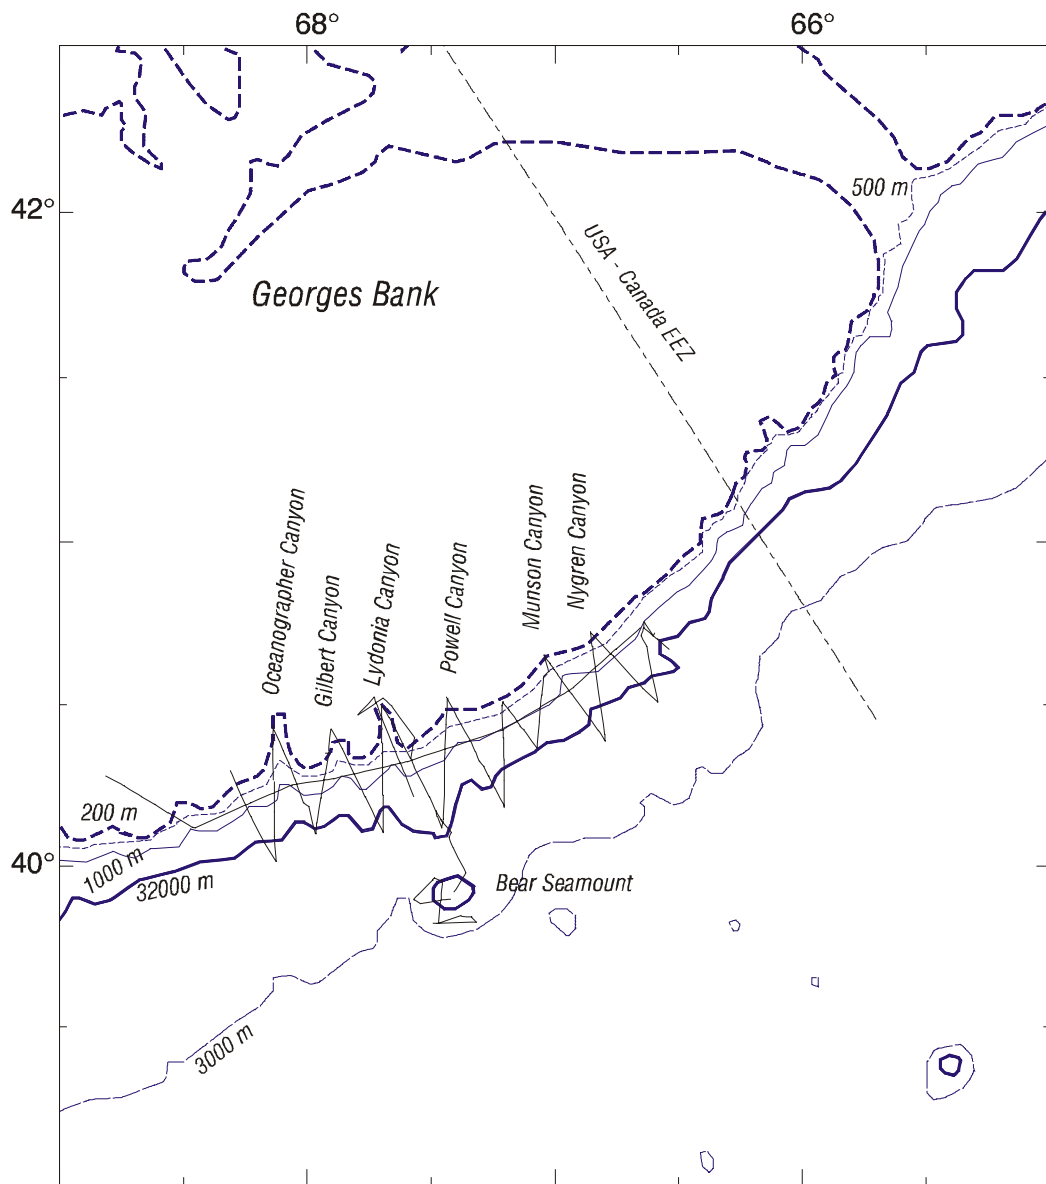 68° 66°
500 m
42°
USA - Canada EEZ
Georges Bank
Oceanographer Canyon
Gilbert Canyon
Lydonia Canyon
Powell Canyon
Munson Canyon
Nygren Canyon
200 m
40°
1000 m
32000 m
Bear Seamount
3000 m